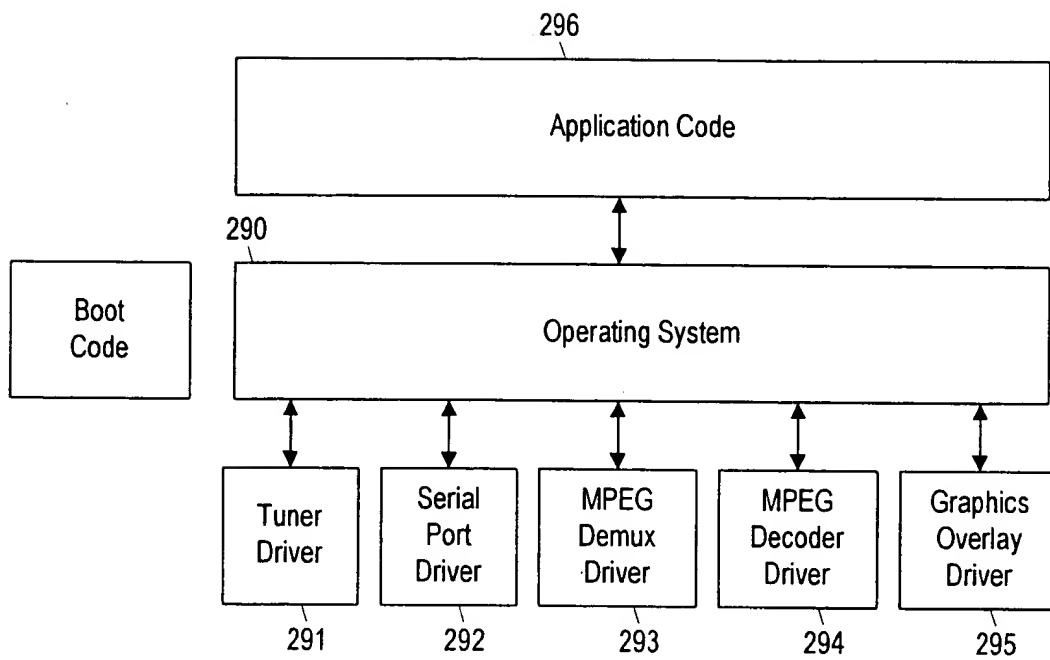 296
Application Code
290
Boot
Code
Operating System
Tuner
Driver
Serial
Port
Driver
MPEG
Demux
Driver
MPEG
Decoder
Driver
Graphics
Overlay
Driver
291
292
293
294
295